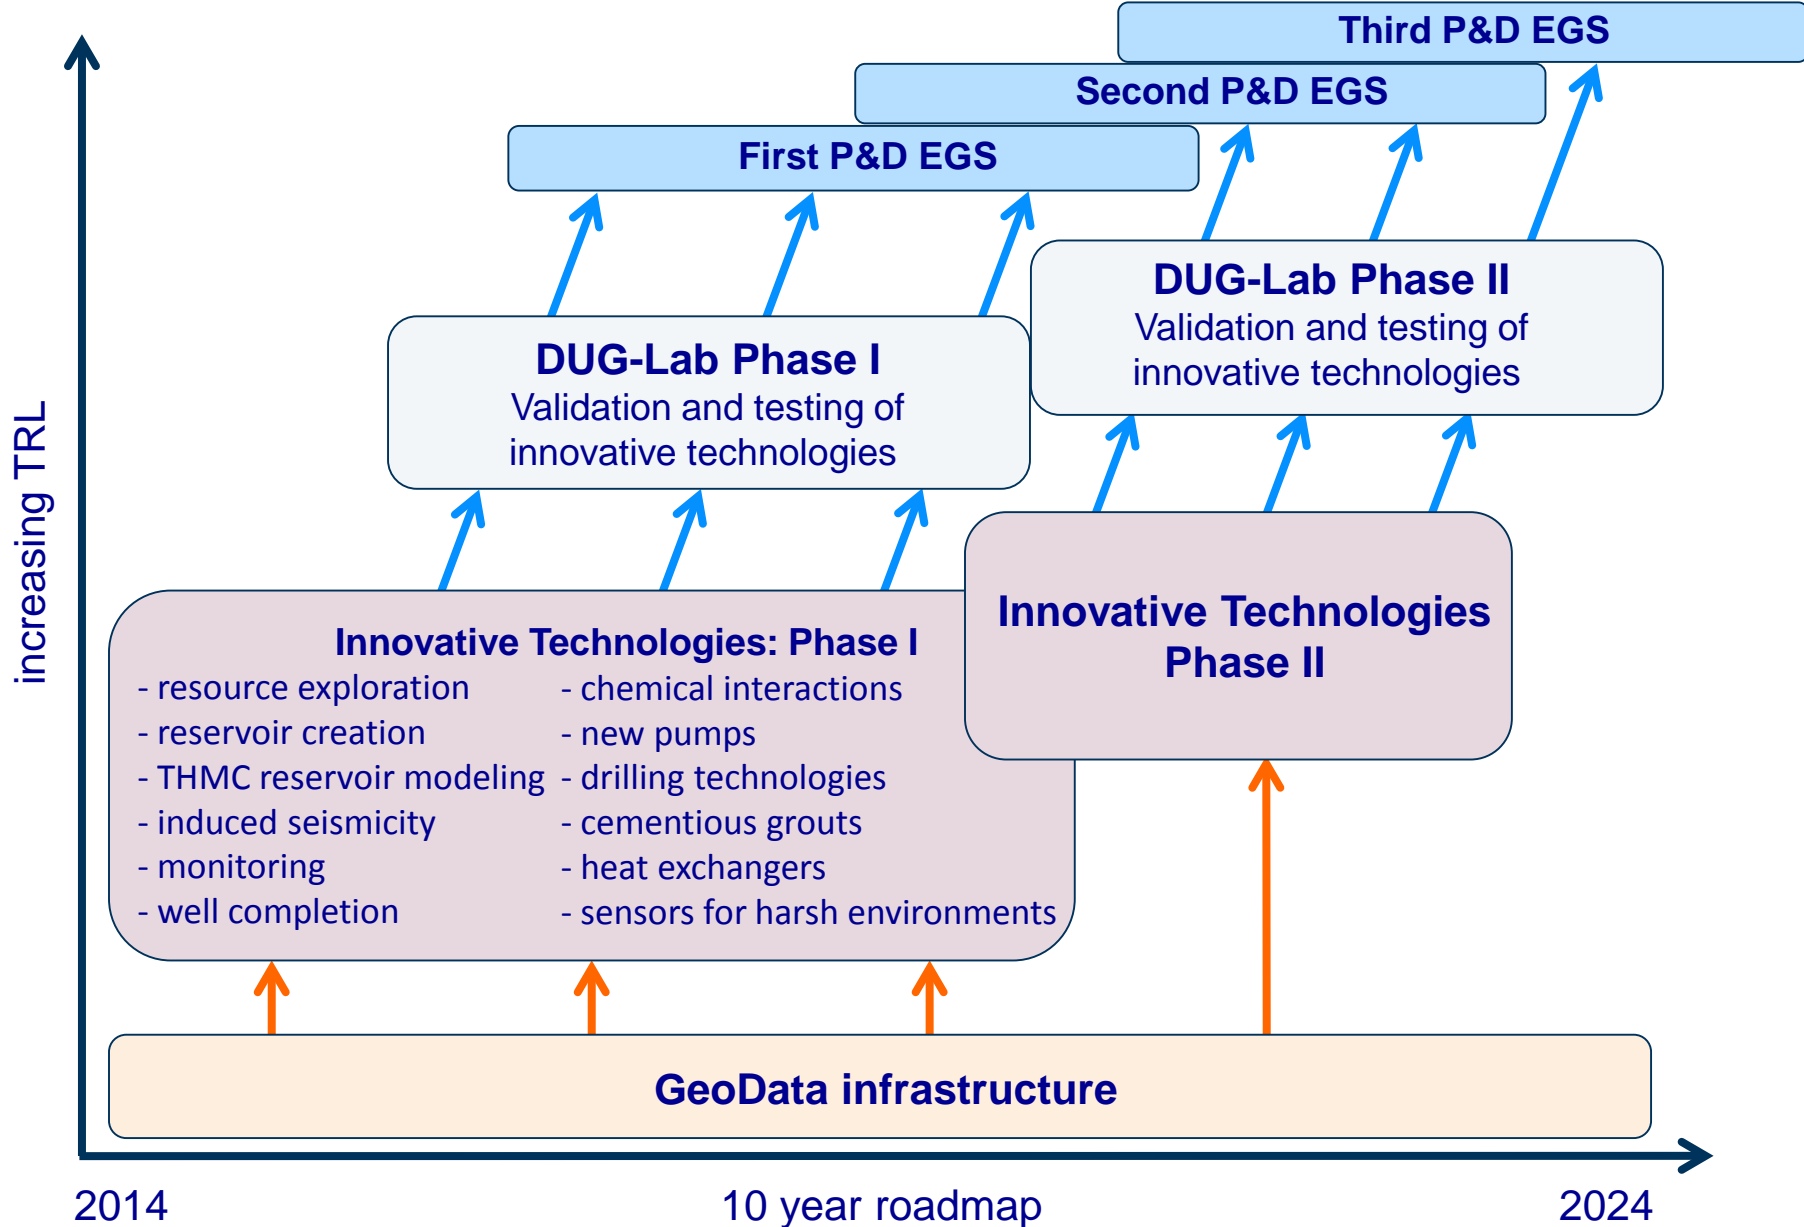 Third P&D EGS
Second P&D EGS
First P&D EGS
DUG-Lab Phase II
Validation and testing of
innovative technologies
DUG-Lab Phase I
Validation and testing of
innovative technologies
increasing TRL
Innovative Technologies
Phase II
Innovative Technologies: Phase I
- resource exploration
- reservoir creation
- THMC reservoir modeling
- induced seismicity
- monitoring
- well completion
- chemical interactions
- new pumps
- drilling technologies
- cementious grouts
- heat exchangers
- sensors for harsh environments
GeoData infrastructure
2014
10 year roadmap
2024